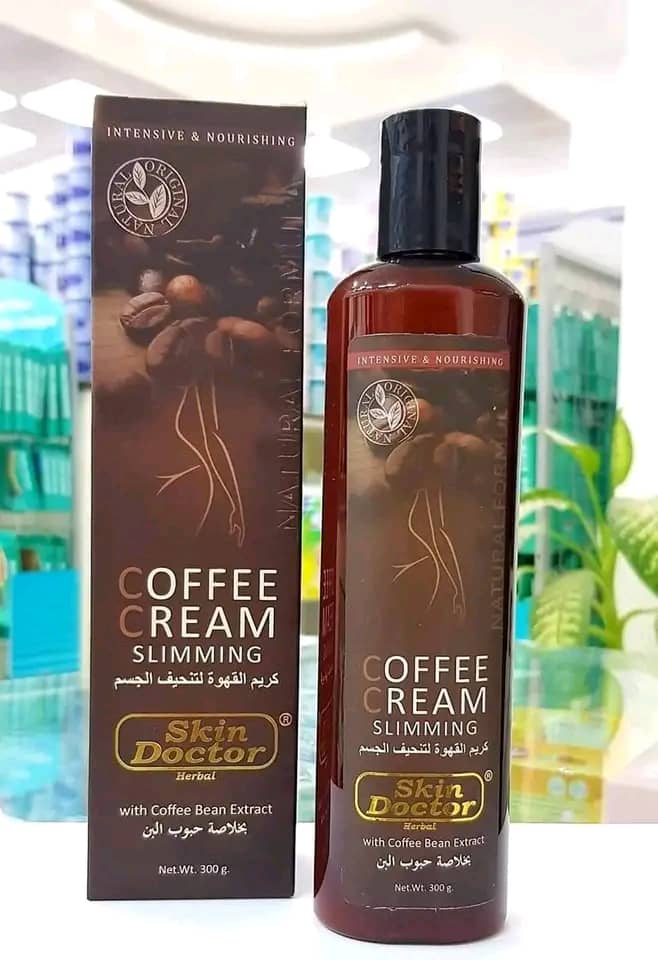 INTENSIVE & NOURISHING
NATURAL ORIGINAL
NATURAL FORMULA
COFFEE
CREAM
SLIMMING
كريم القهوة لتنحيف الجسم
Skin
Doctor
®
Herbal
with Coffee Bean Extract
بخلاصة حبوب البن
Net.Wt. 300 g.
INTENSIVE & NOURISHING
NATURAL ORIGINAL
NATURAL FORMUL
COFFEE
CREAM
SLIMMING
كريم القهوة لتنحيف الجسم
Skin
Doctor
®
Herbal
with Coffee Bean Extract
بخلاصة حبوب البن
Net.Wt. 300 g.